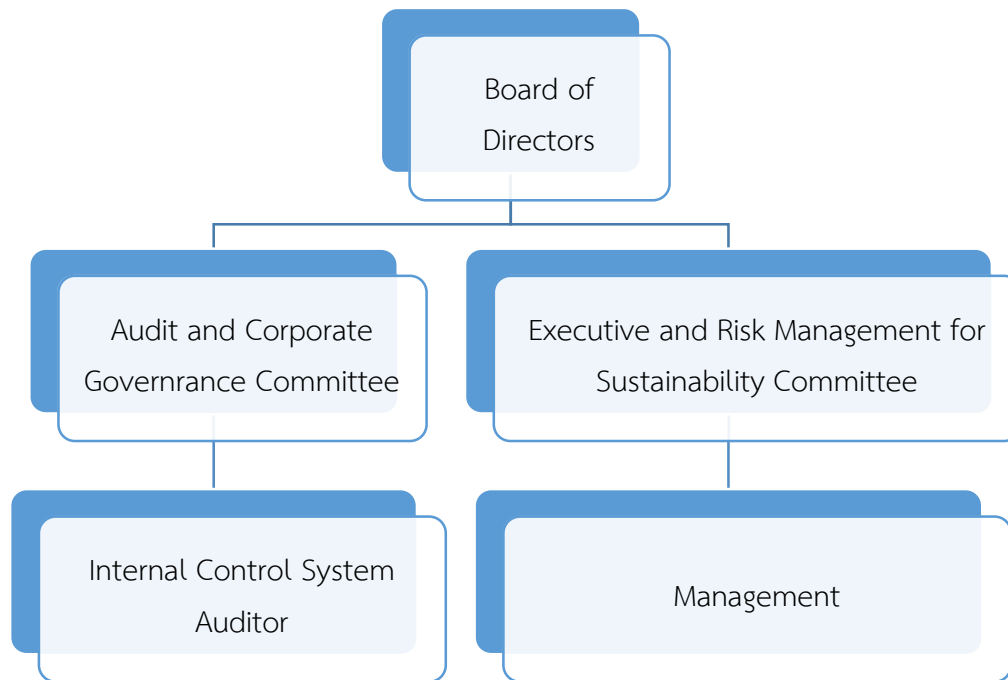 Board of
Directors
Audit and Corporate
Governrance Committee
Executive and Risk Management for
Sustainability Committee
Internal Control System
Auditor
Management